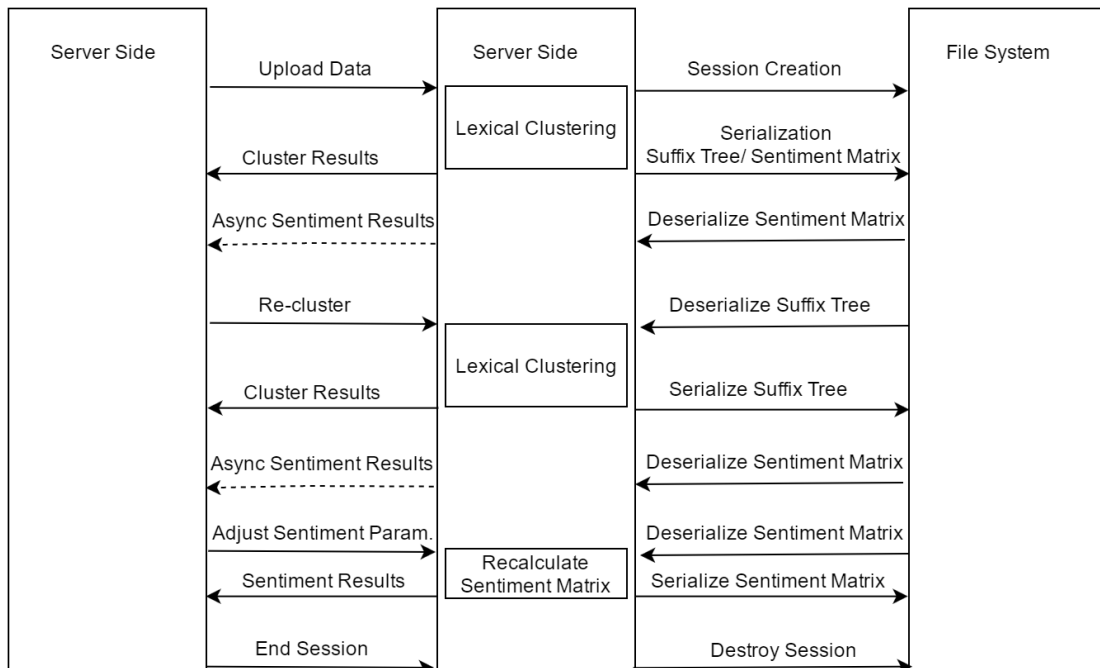 Server Side
Server Side
File System
Upload Data
Session Creation
Lexical Clustering
Serialization
Suffix Tree/ Sentiment Matrix
Cluster Results
Async Sentiment Results
Deserialize Sentiment Matrix
Re-cluster
Deserialize Suffix Tree
Lexical Clustering
Cluster Results
Serialize Suffix Tree
Async Sentiment Results
Deserialize Sentiment Matrix
Adjust Sentiment Param.
Deserialize Sentiment Matrix
Recalculate
Sentiment Matrix
Sentiment Results
Serialize Sentiment Matrix
End Session
Destroy Session